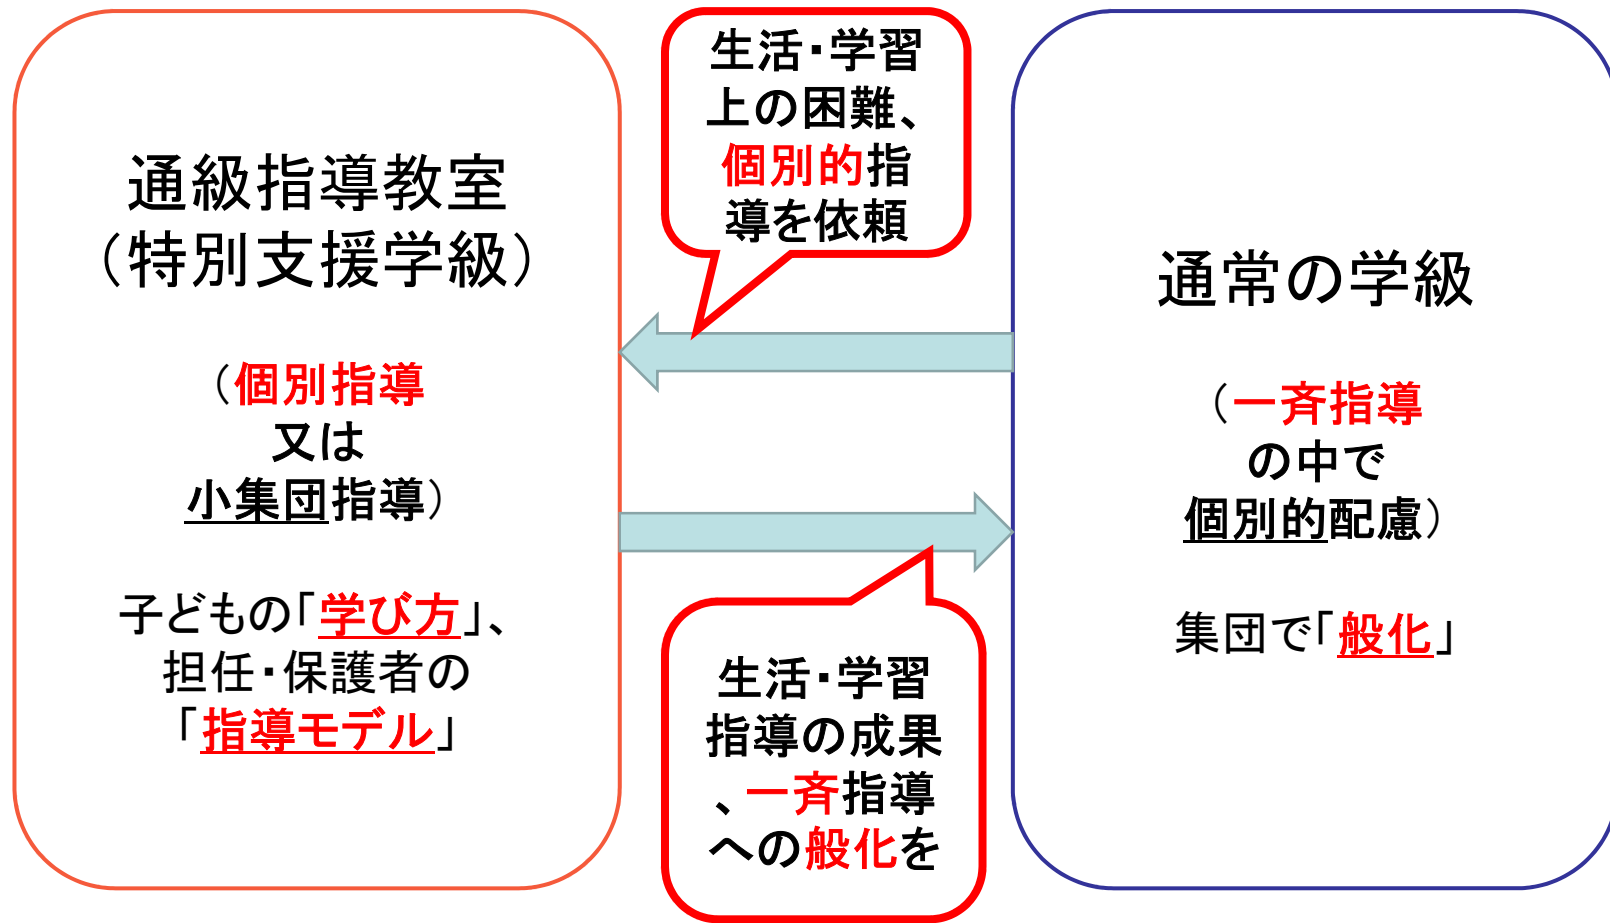 通級指導教室
（特別支援学級）
（個別指導
又は
小集団指導）
子どもの「学び方」、
担任・保護者の
「指導モデル」
生活・学習
上の困難、
個別的指
導を依頼
生活・学習
指導の成果
、一斉指導
への般化を
通常の学級
（一斉指導
の中で
個別的配慮）
集団で「般化」